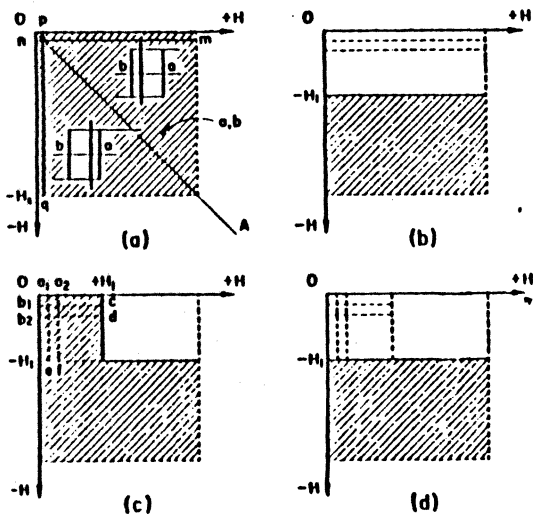 O P +H
n m
b a
a,b
b a
-Hₛ q
-H A
(a)
O +H
-H₁
-H
(b)
O a₁ a₂ +H₁ +H
b₁ c
b₂ d
-H₁
e f
-H
(c)
O +H
-H₁
-H
(d)